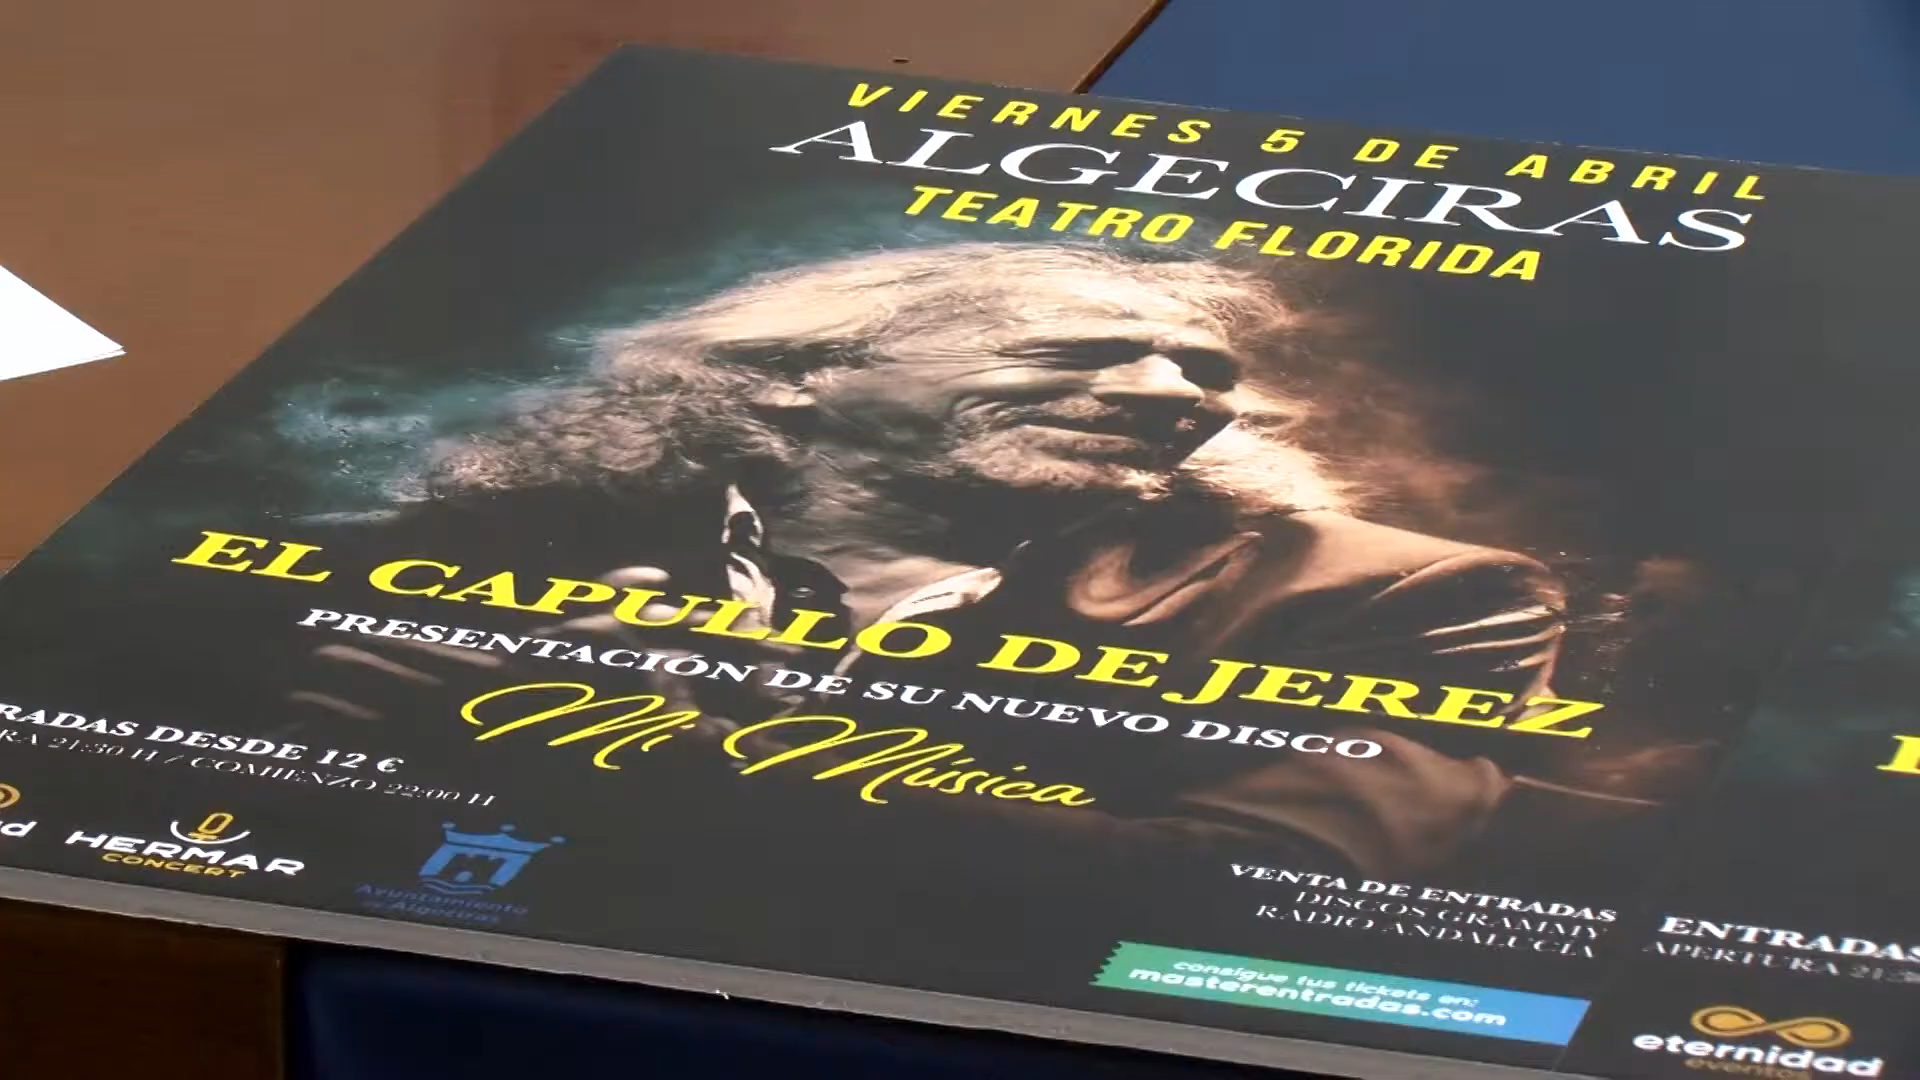 VIERNES 5 DE ABRIL
ALGECIRAS
TEATRO FLORIDA
EL CAPULLO DE JEREZ
PRESENTACIÓN DE SU NUEVO DISCO
Mi Música
RADAS DESDE 12 €
RA 21:30 H / COMIENZO 22:00 H
HERMAR
CONCERT
Ayuntamiento
de Algeciras
VENTA DE ENTRADAS
DISCOS GRAMMY
RADIO ANDALUCÍA
consigue tus tickets en:
masterentradas.com
ENTRADAS
APERTURA 21:3
eternidad
eventos